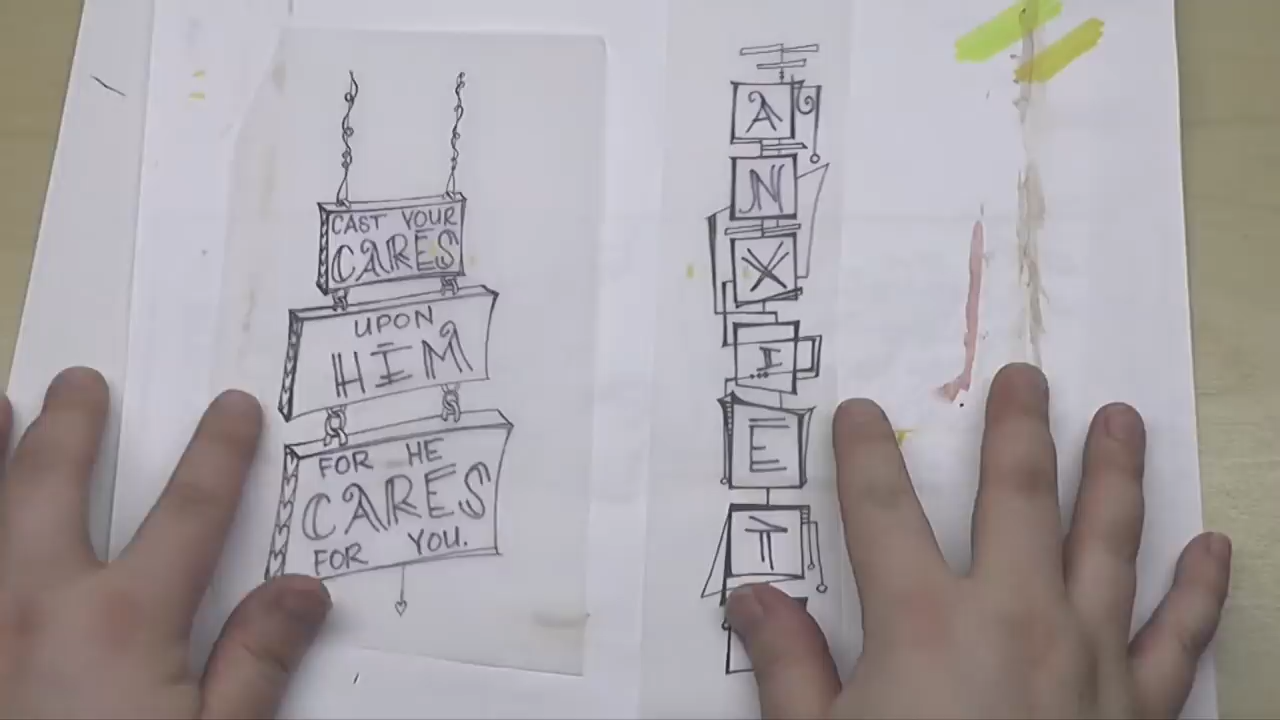 CAST YOUR
CARES
UPON
HIM
FOR HE
CARES
FOR YOU.
A
N
X
I
E
T